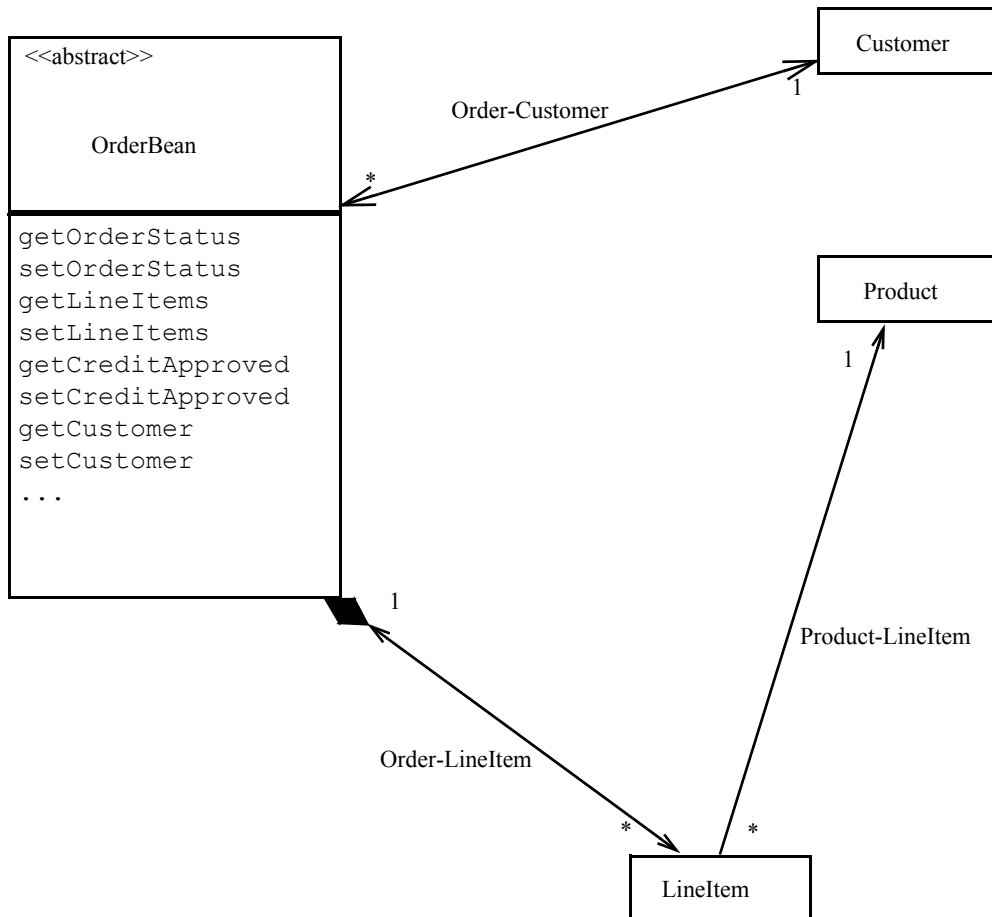 <<abstract>>
OrderBean
getOrderStatus
setOrderStatus
getLineItems
setLineItems
getCreditApproved
setCreditApproved
getCustomer
setCustomer
...
Customer
1
Order-Customer
*
Product
1
Product-LineItem
1
Order-LineItem
*
*
LineItem